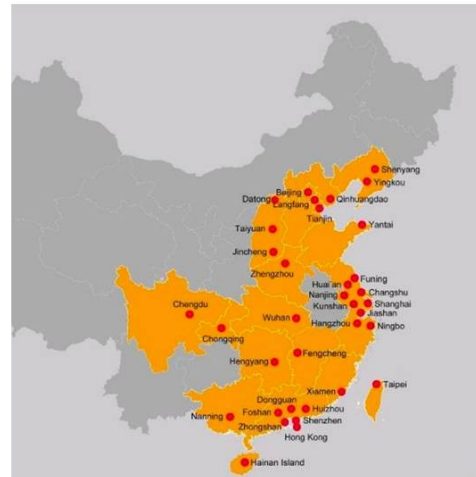 Shenyang
Yingkou
Beijing
Datong
Langfang
Qinhuangdao
Tianjin
Taiyuan
Yantai
Jincheng
Zhengzhou
Huai'an
Funing
Nanjing
Changshu
Kunshan
Shanghai
Jiashan
Chengdu
Wuhan
Hangzhou
Ningbo
Chongqing
Fengcheng
Hengyang
Xiamen
Taipei
Dongguan
Nanning
Foshan
Huizhou
Zhongshan
Shenzhen
Hong Kong
Hainan Island